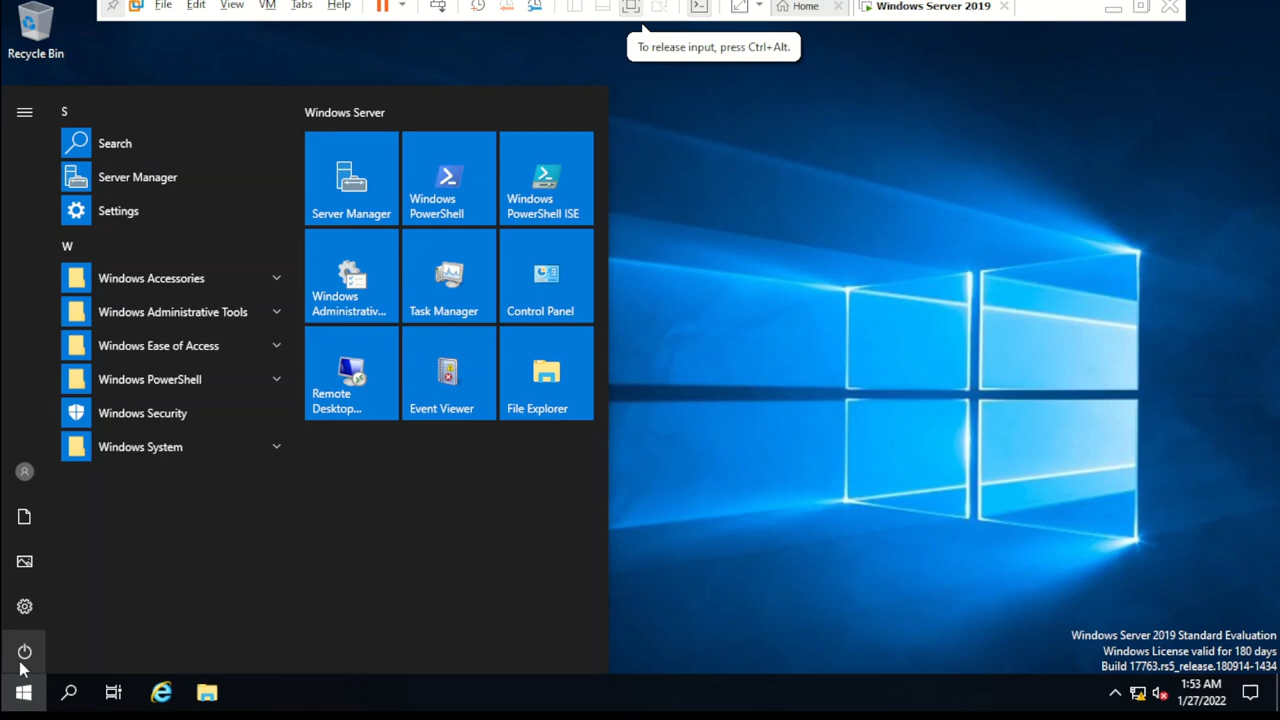 File Edit View VM Tabs Help
Home
Windows Server 2019
To release input, press Ctrl+Alt.
Recycle Bin
S
Search
Server Manager
Settings
W
Windows Accessories
Windows Administrative Tools
Windows Ease of Access
Windows PowerShell
Windows Security
Windows System
Windows Server
Server Manager
Windows
PowerShell
Windows
PowerShell ISE
Windows
Administrativ...
Task Manager
Control Panel
Remote
Desktop...
Event Viewer
File Explorer
Windows Server 2019 Standard Evaluation
Windows License valid for 180 days
Build 17763.rs5_release.180914-1434
1:53 AM
1/27/2022